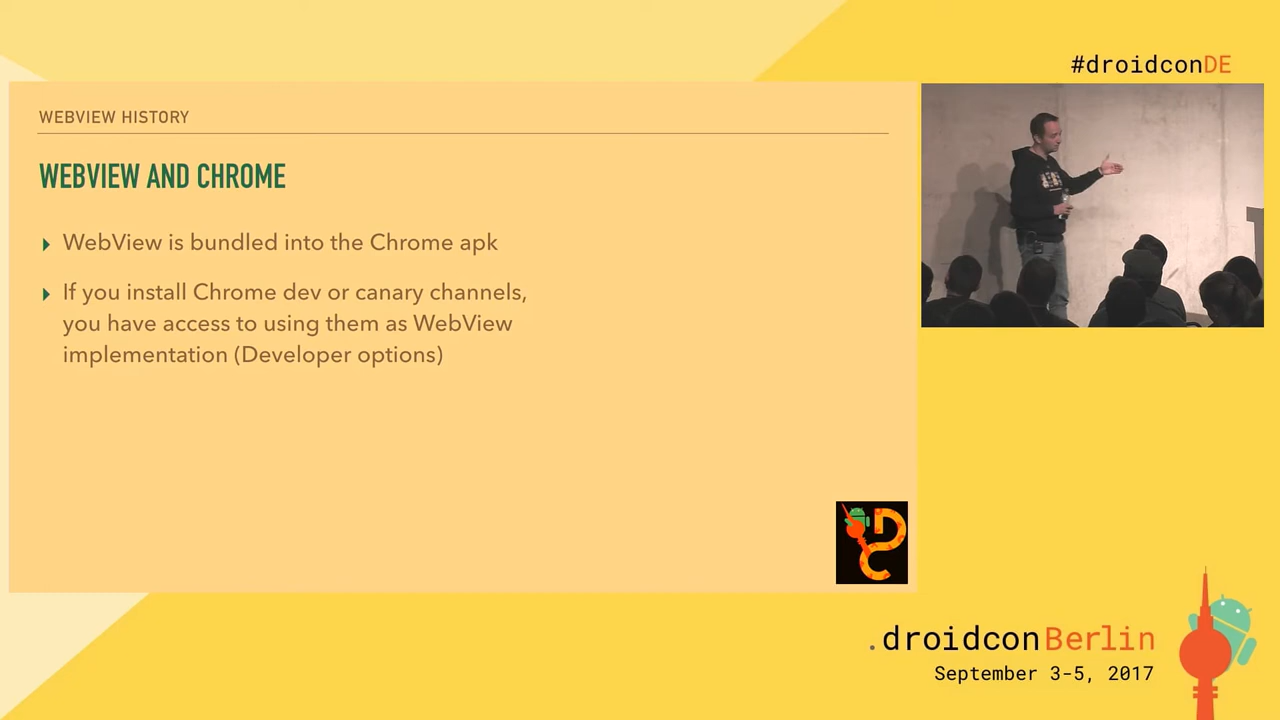 #droidconDE
WEBVIEW HISTORY
WEBVIEW AND CHROME
WebView is bundled into the Chrome apk
If you install Chrome dev or canary channels,
you have access to using them as WebView
implementation (Developer options)
DC
.droidconBerlin
September 3-5, 2017